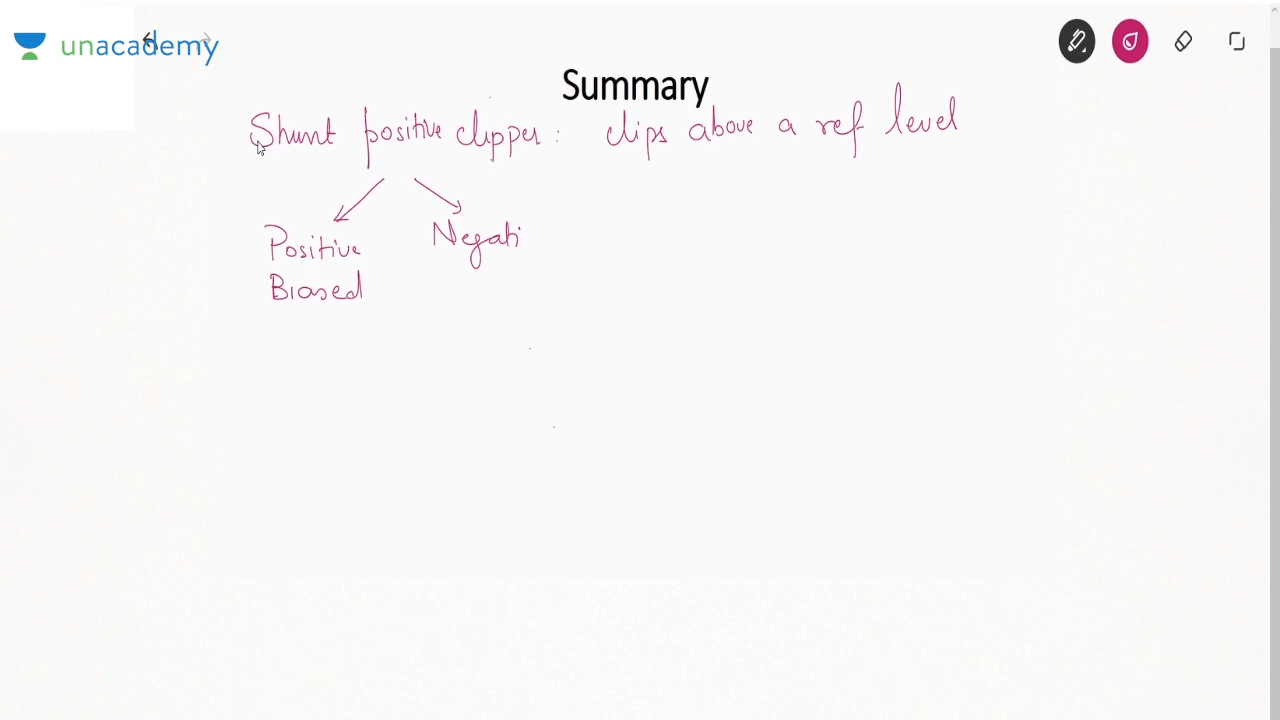 unacademy
Summary
Shunt positive clipper : clips above a ref level
Positive Negati
Biased